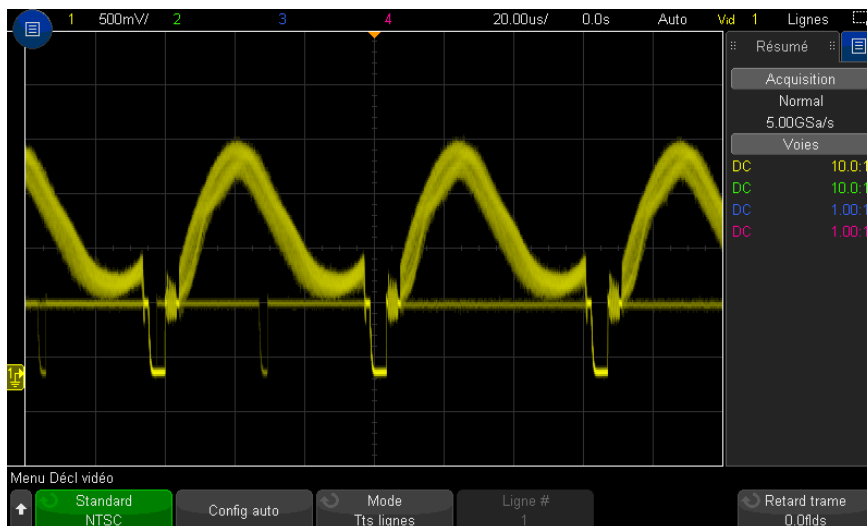 1 500mV/ 2 3 4 20.00us/ 0.0s Auto Vid 1 Lignes
Résumé
Acquisition
Normal
5.00GSa/s
Voies
DC 10.0:1
DC 10.0:1
DC 1.00:1
DC 1.00:1
1
Menu Décl vidéo
Standard
NTSC
Config auto
Mode
Tts lignes
Ligne #
1
Retard trame
0.0flds